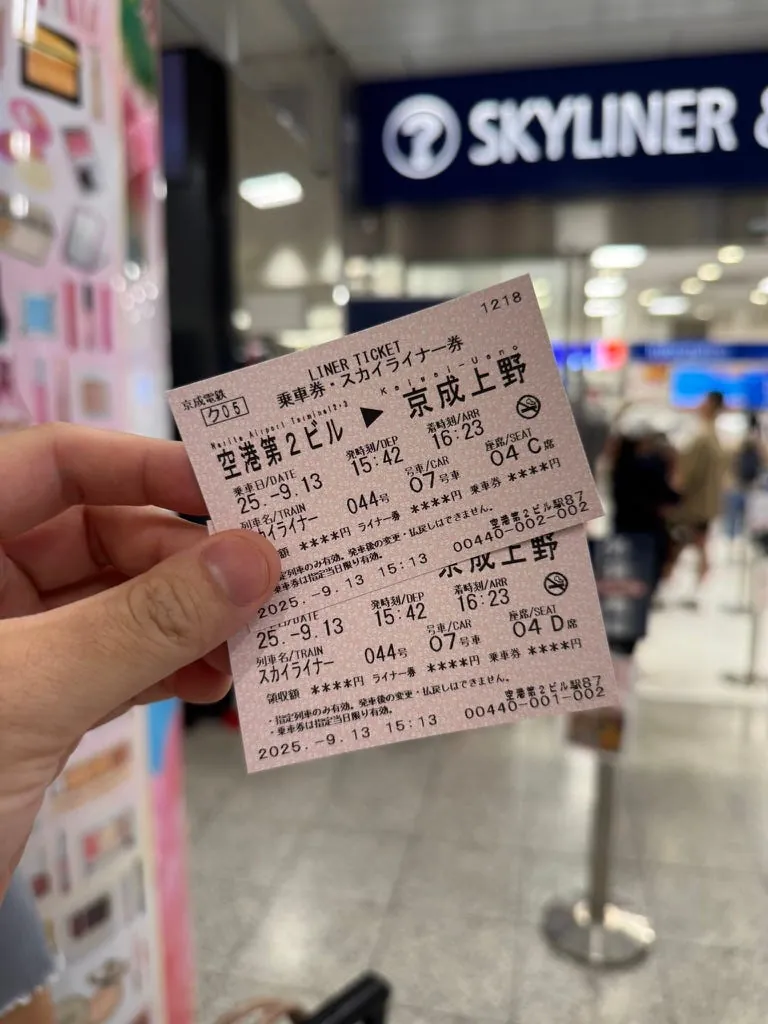 SKYLINER &
1218
LINER TICKET
京成電鉄
乗車券・スカイライナー券
ク05
Narita Airport Terminal2・3
Keisei-Ueno
空港第2ビル ▶ 京成上野
乗車日/DATE 発時刻/DEP 着時刻/ARR
25.-9.13 15:42 16:23
列車名/TRAIN 号車/CAR 座席/SEAT
スカイライナー 044号 07号車 04 C席
額 ****円 ライナー券 ****円 乗車券 ****円
指定列車のみ有効。発車後の変更・払戻しはできません。
乗車券は指定当日限り有効。
空港第2ビル駅87
2025.-9.13 15:13 00440-002-002
京成上野
発時刻/DEP 着時刻/ARR
25.-9.13 15:42 16:23
列車名/TRAIN 号車/CAR 座席/SEAT
スカイライナー 044号 07号車 04 D席
領収額 ****円 ライナー券 ****円 乗車券 ****円
・指定列車のみ有効。発車後の変更・払戻しはできません。
・乗車券は指定当日限り有効。
空港第2ビル駅87
2025.-9.13 15:13 00440-001-002